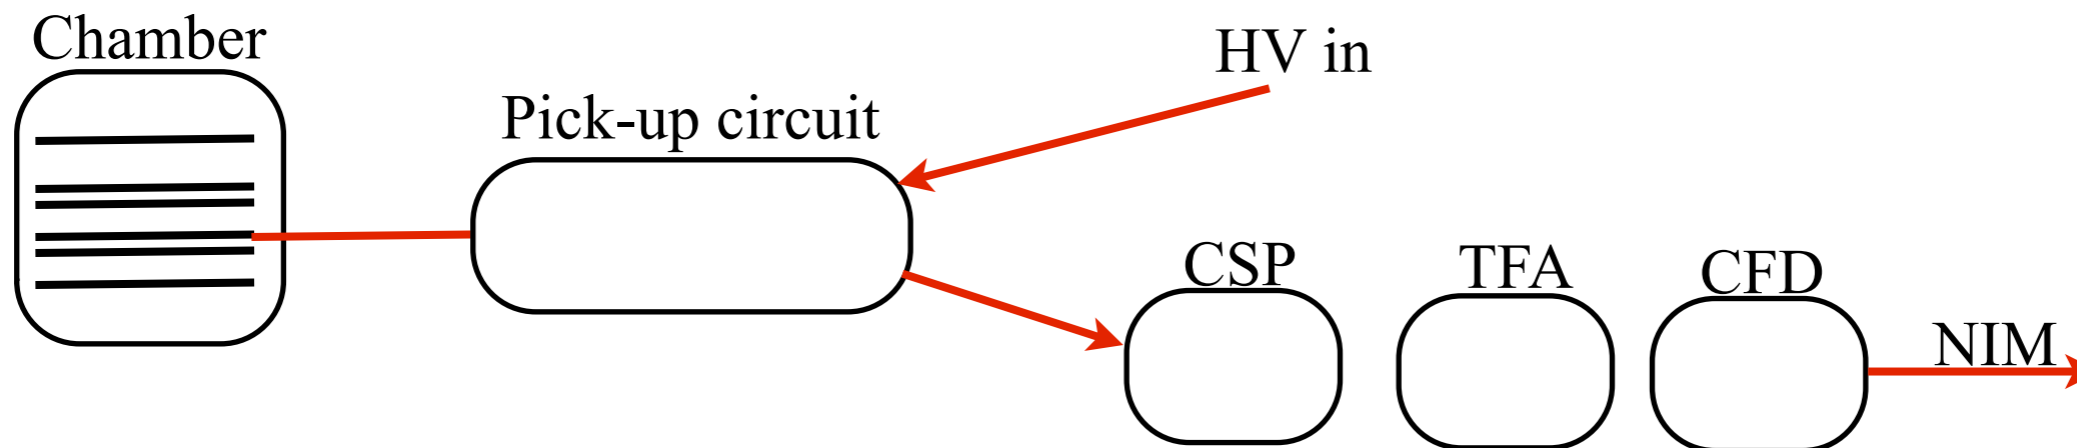 Chamber
HV in
Pick-up circuit
CSP
TFA
CFD
NIM